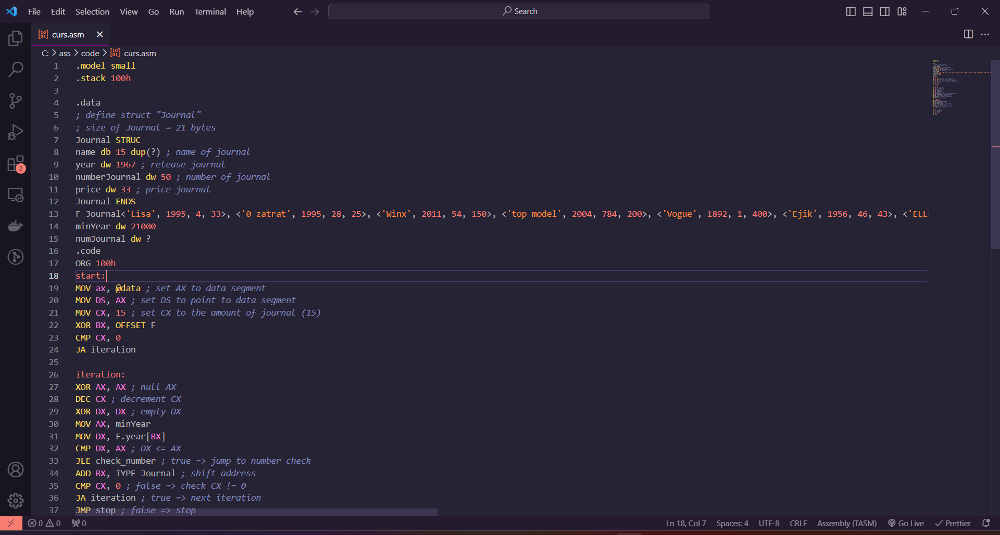 File Edit Selection View Go Run Terminal Help Search
curs.asm
C: > ass > code > curs.asm
1 .model small
2 .stack 100h
3
4 .data
5 ; define struct "Journal"
6 ; size of Journal = 21 bytes
7 Journal STRUC
8 name db 15 dup(?) ; name of journal
9 year dw 1967 ; release journal
10 numberJournal dw 50 ; number of journal
11 price dw 33 ; price journal
12 Journal ENDS
13 F Journal<'Lisa', 1995, 4, 33>, <'0 zatrat', 1995, 28, 25>, <'Winx', 2011, 54, 150>, <'top model', 2004, 784, 200>, <'Vogue', 1892, 1, 400>, <'Ejik', 1956, 46, 43>, <'ELL
14 minYear dw 21000
15 numJournal dw ?
16 .code
17 ORG 100h
18 start:
19 MOV ax, @data ; set AX to data segment
20 MOV DS, AX ; set DS to point to data segment
21 MOV CX, 15 ; set CX to the amount of journal (15)
22 XOR BX, OFFSET F
23 CMP CX, 0
24 JA iteration
25
26 iteration:
27 XOR AX, AX ; null AX
28 DEC CX ; decrement CX
29 XOR DX, DX ; empty DX
30 MOV AX, minYear
31 MOV DX, F.year[BX]
32 CMP DX, AX ; DX <= AX
33 JLE check_number ; true => jump to number check
34 ADD BX, TYPE Journal ; shift address
35 CMP CX, 0 ; false => check CX != 0
36 JA iteration ; true => next iteration
37 JMP stop ; false => stop
2
0 0 0 Ln 18, Col 7 Spaces: 4 UTF-8 CRLF Assembly (TASM) Go Live Prettier